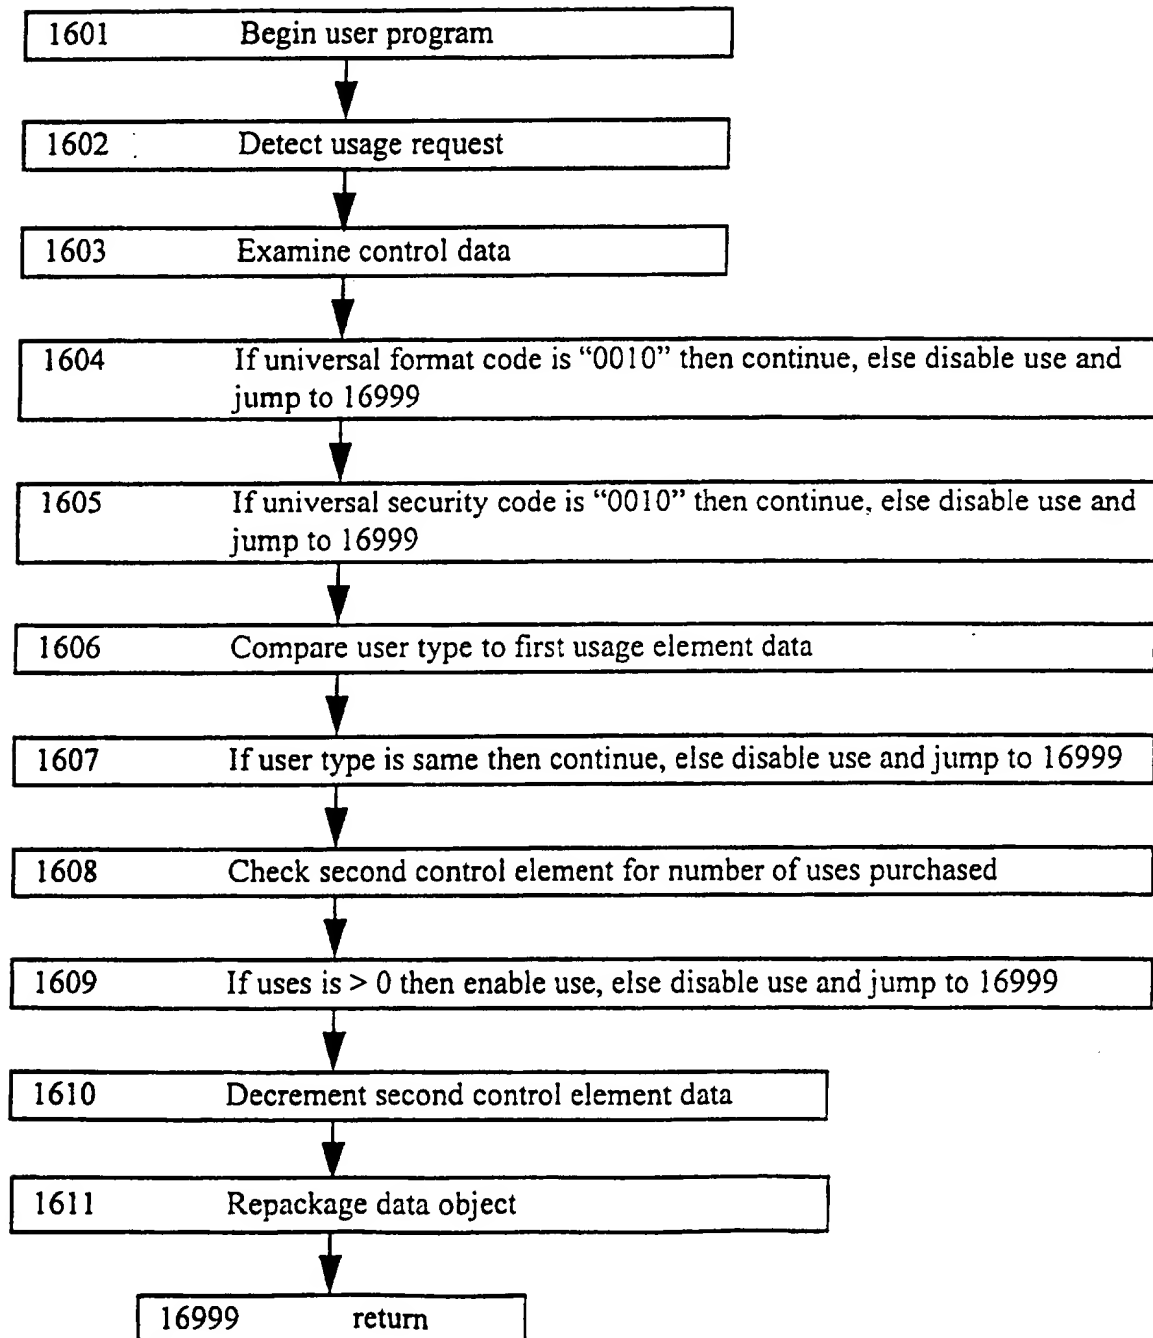 1601 Begin user program
1602 Detect usage request
1603 Examine control data
1604 If universal format code is “0010” then continue, else disable use and
jump to 16999
1605 If universal security code is “0010” then continue, else disable use and
jump to 16999
1606 Compare user type to first usage element data
1607 If user type is same then continue, else disable use and jump to 16999
1608 Check second control element for number of uses purchased
1609 If uses is > 0 then enable use, else disable use and jump to 16999
1610 Decrement second control element data
1611 Repackage data object
16999 return